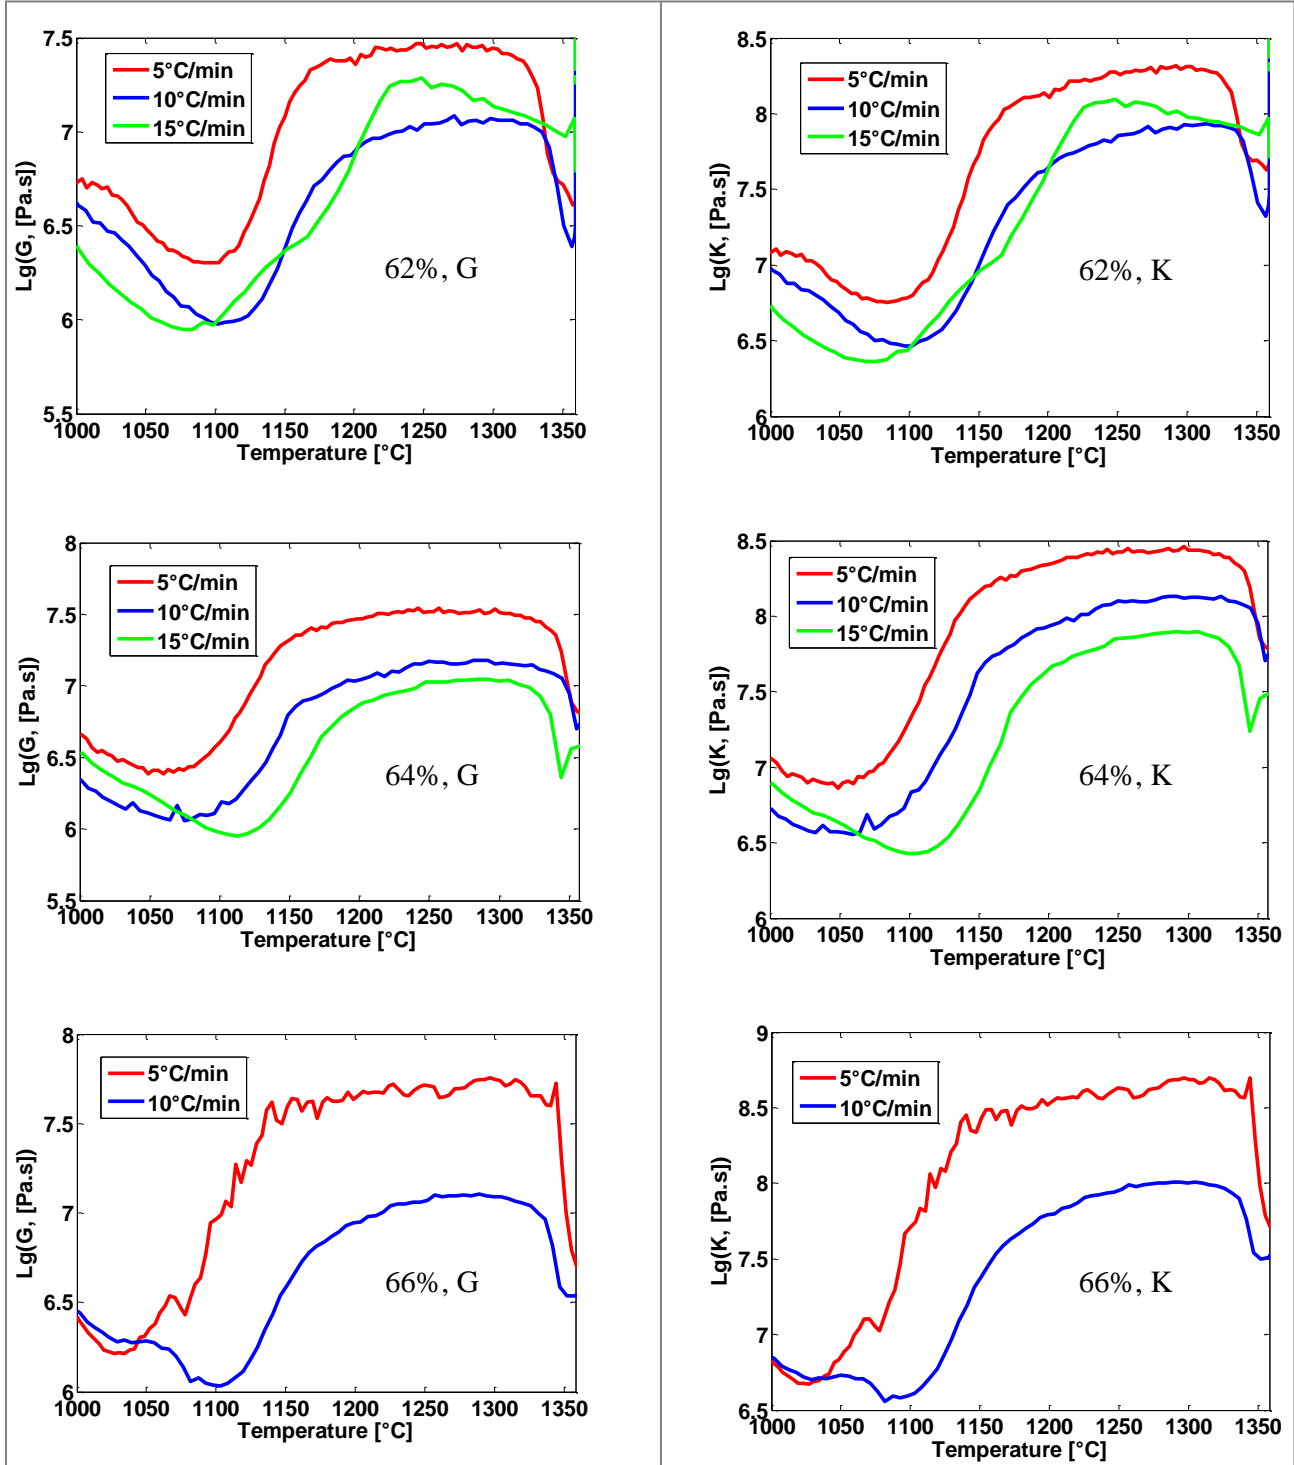 7.5
7
6.5
6
5.5
Lg(G, [Pa.s])
5°C/min
10°C/min
15°C/min
62%, G
1000 1050 1100 1150 1200 1250 1300 1350
Temperature [°C]
8.5
8
7.5
7
6.5
6
Lg(K, [Pa.s])
5°C/min
10°C/min
15°C/min
62%, K
1000 1050 1100 1150 1200 1250 1300 1350
Temperature [°C]
8
7.5
7
6.5
6
5.5
Lg(G, [Pa.s])
5°C/min
10°C/min
15°C/min
64%, G
1000 1050 1100 1150 1200 1250 1300 1350
Temperature [°C]
8.5
8
7.5
7
6.5
6
Lg(K, [Pa.s])
5°C/min
10°C/min
15°C/min
64%, K
1000 1050 1100 1150 1200 1250 1300 1350
Temperature [°C]
8
7.5
7
6.5
6
Lg(G, [Pa.s])
5°C/min
10°C/min
66%, G
1000 1050 1100 1150 1200 1250 1300 1350
Temperature [°C]
9
8.5
8
7.5
7
6.5
Lg(K, [Pa.s])
5°C/min
10°C/min
66%, K
1000 1050 1100 1150 1200 1250 1300 1350
Temperature [°C]